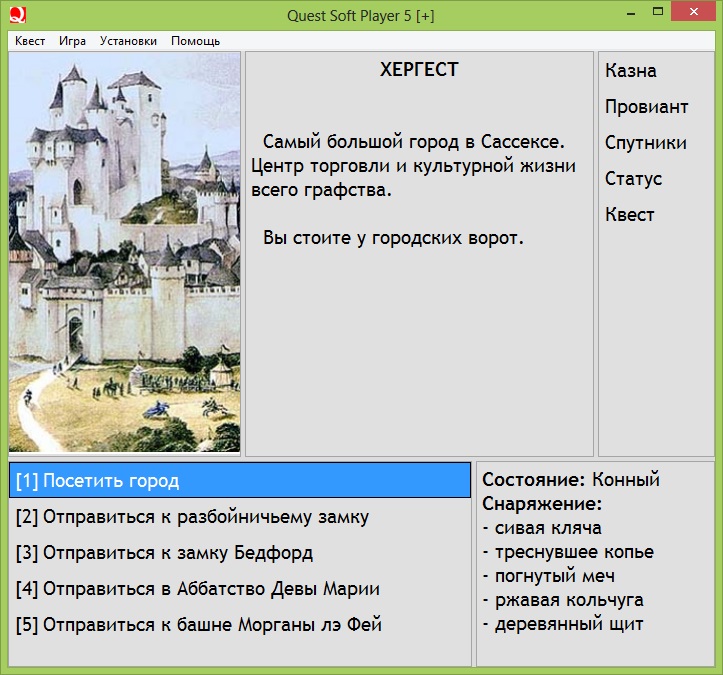 Quest Soft Player 5 [+]
Квест Игра Установки Помощь
ХЕРГЕСТ
Самый большой город в Сассексе.
Центр торговли и культурной жизни
всего графства.
Вы стоите у городских ворот.
Казна
Провиант
Спутники
Статус
Квест
[1] Посетить город
[2] Отправиться к разбойничьему замку
[3] Отправиться к замку Бедфорд
[4] Отправиться в Аббатство Девы Марии
[5] Отправиться к башне Морганы лэ Фей
Состояние: Конный
Снаряжение:
- сивая кляча
- треснувшее копье
- погнутый меч
- ржавая кольчуга
- деревянный щит